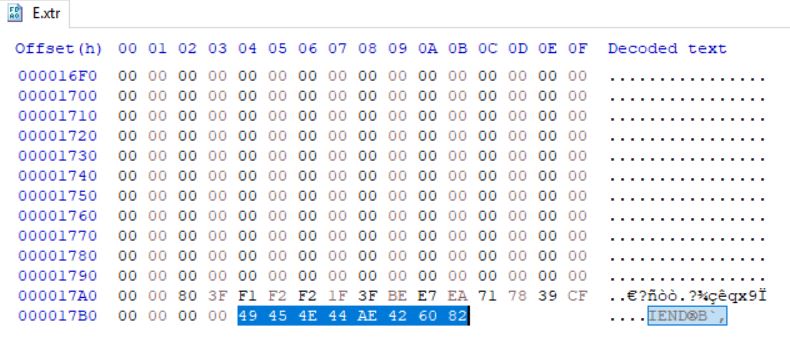 E.xtr
Offset(h) 00 01 02 03 04 05 06 07 08 09 0A 0B 0C 0D 0E 0F Decoded text
000016F0 00 00 00 00 00 00 00 00 00 00 00 00 00 00 00 00 ................
00001700 00 00 00 00 00 00 00 00 00 00 00 00 00 00 00 00 ................
00001710 00 00 00 00 00 00 00 00 00 00 00 00 00 00 00 00 ................
00001720 00 00 00 00 00 00 00 00 00 00 00 00 00 00 00 00 ................
00001730 00 00 00 00 00 00 00 00 00 00 00 00 00 00 00 00 ................
00001740 00 00 00 00 00 00 00 00 00 00 00 00 00 00 00 00 ................
00001750 00 00 00 00 00 00 00 00 00 00 00 00 00 00 00 00 ................
00001760 00 00 00 00 00 00 00 00 00 00 00 00 00 00 00 00 ................
00001770 00 00 00 00 00 00 00 00 00 00 00 00 00 00 00 00 ................
00001780 00 00 00 00 00 00 00 00 00 00 00 00 00 00 00 00 ................
00001790 00 00 00 00 00 00 00 00 00 00 00 00 00 00 00 00 ................
000017A0 00 00 80 3F F1 F2 F2 1F 3F BE E7 EA 71 78 39 CF ..€?ñòò.?¾çêqx9Ï
000017B0 00 00 00 00 49 45 4E 44 AE 42 60 82 ....IEND®B`‚